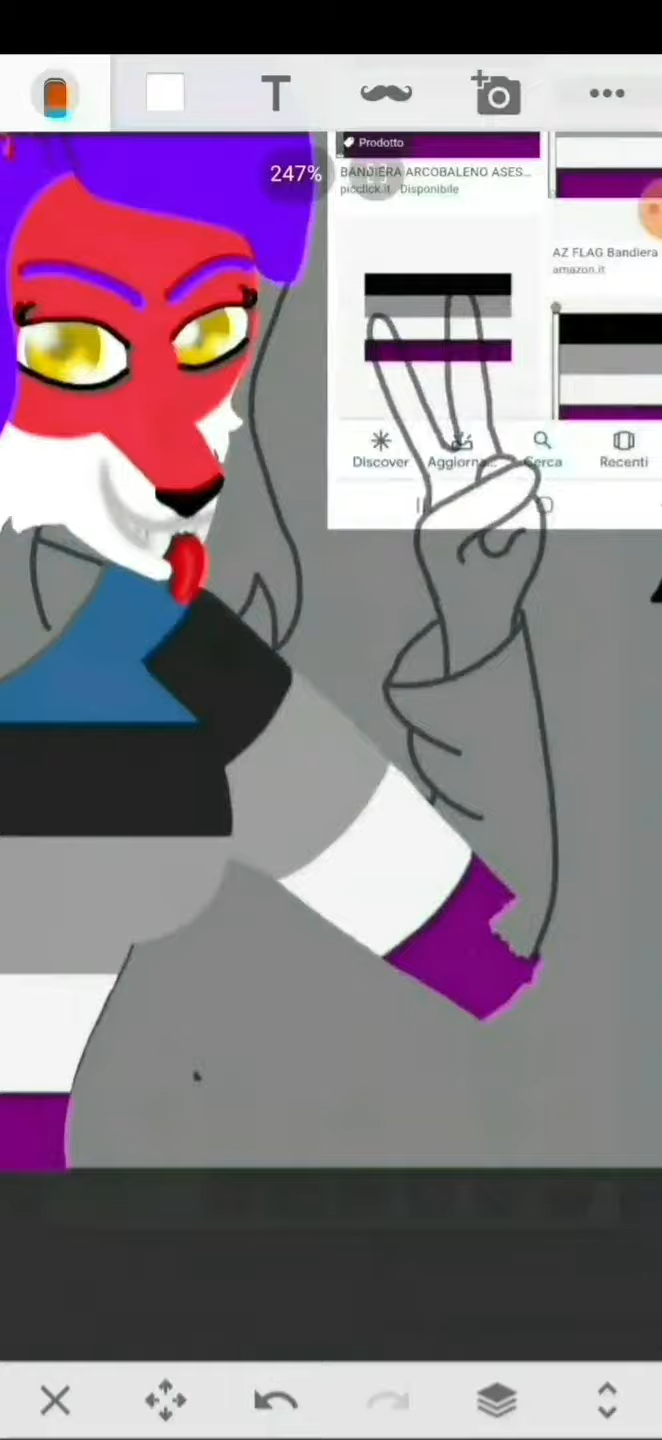 T
247%
Prodotto
BANDIERA ARCOBALENO ASES...
picclick.it · Disponibile
AZ FLAG Bandiera
amazon.it
Discover
Aggiorna...
Cerca
Recenti